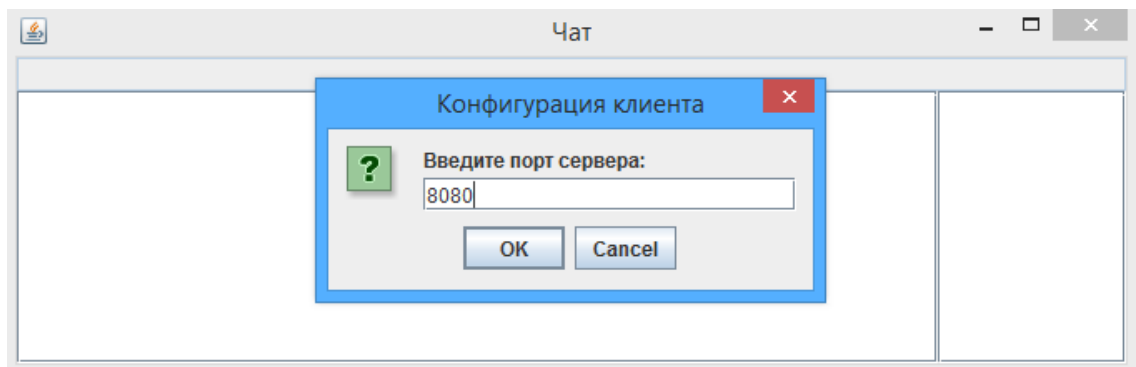 Чат
Конфигурация клиента
Введите порт сервера:
8080
OK Cancel